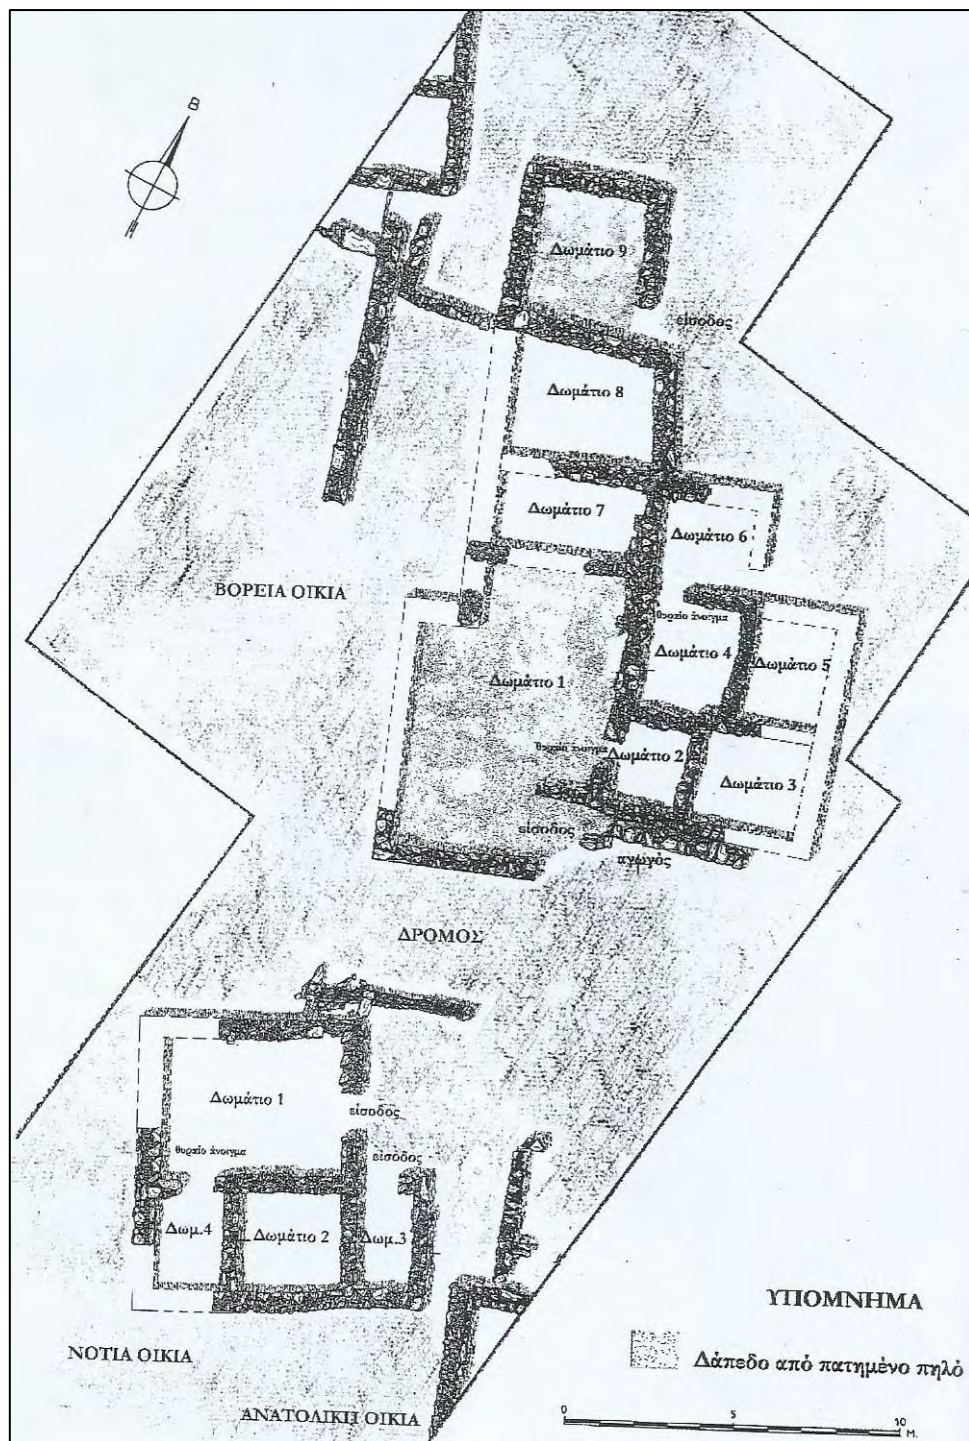 Β
Δωμάτιο 9
είσοδος
Δωμάτιο 8
Δωμάτιο 7
Δωμάτιο 6
ΒΟΡΕΙΑ ΟΙΚΙΑ
θυραίο άνοιγμα
Δωμάτιο 4
Δωμάτιο 5
Δωμάτιο 1
θυραίο άνοιγμα
Δωμάτιο 2
Δωμάτιο 3
είσοδος
αγωγός
ΔΡΟΜΟΣ
Δωμάτιο 1
είσοδος
θυραίο άνοιγμα
είσοδος
Δωμ.4
Δωμάτιο 2
Δωμ.3
ΥΠΟΜΝΗΜΑ
ΝΟΤΙΑ ΟΙΚΙΑ
Δάπεδο από πατημένο πηλό
ΑΝΑΤΟΛΙΚΗ ΟΙΚΙΑ
0 5 10 Μ.